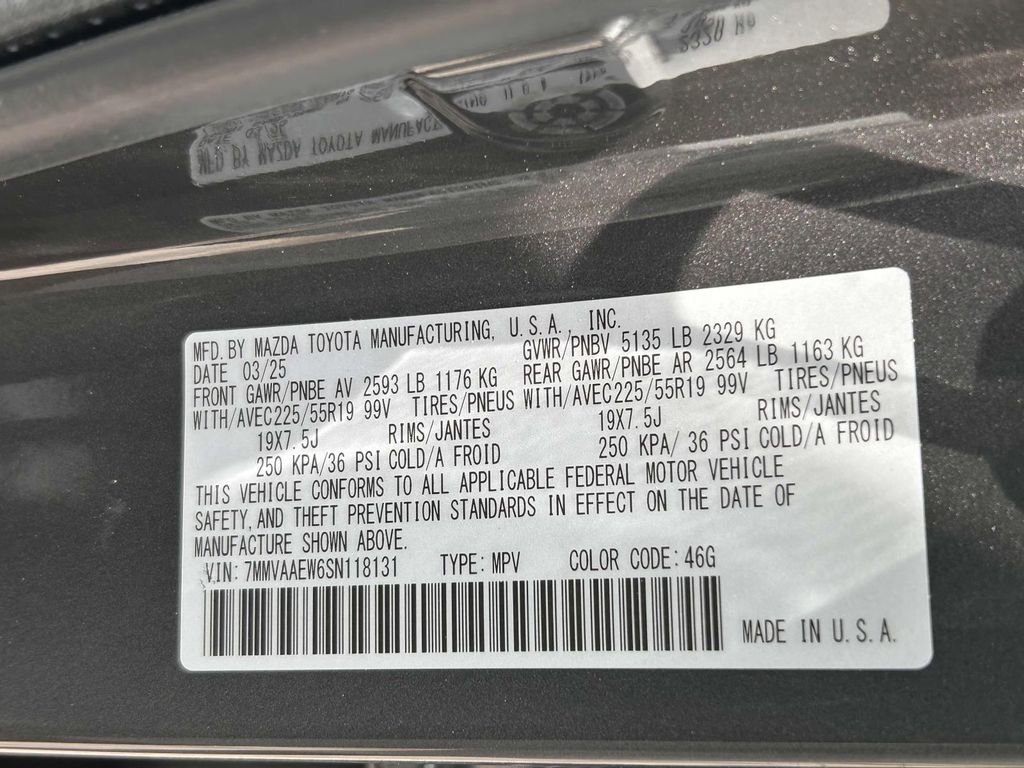 MFD. BY MAZDA TOYOTA MANUFACTURING, U.S.A., INC.
DATE 03/25 GVWR/PNBV 5135 LB 2329 KG
FRONT GAWR/PNBE AV 2593 LB 1176 KG REAR GAWR/PNBE AR 2564 LB 1163 KG
WITH/AVEC225/55R19 99V TIRES/PNEUS WITH/AVEC225/55R19 99V TIRES/PNEUS
19X7.5J RIMS/JANTES 19X7.5J RIMS/JANTES
250 KPA/36 PSI COLD/A FROID 250 KPA/ 36 PSI COLD/A FROID
THIS VEHICLE CONFORMS TO ALL APPLICABLE FEDERAL MOTOR VEHICLE
SAFETY, AND THEFT PREVENTION STANDARDS IN EFFECT ON THE DATE OF
MANUFACTURE SHOWN ABOVE.
VIN: 7MMVAAEW6SN118131 TYPE: MPV COLOR CODE: 46G
MADE IN U.S.A.